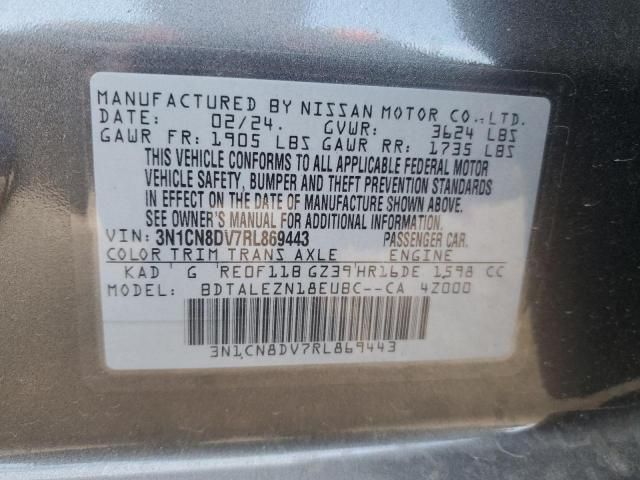 MANUFACTURED BY NISSAN MOTOR CO.,LTD.
DATE: 02/24. GVWR: 3624 LBS
GAWR FR: 1905 LBS GAWR RR: 1735 LBS
THIS VEHICLE CONFORMS TO ALL APPLICABLE FEDERAL MOTOR
VEHICLE SAFETY, BUMPER AND THEFT PREVENTION STANDARDS
IN EFFECT ON THE DATE OF MANUFACTURE SHOWN ABOVE.
SEE OWNER'S MANUAL FOR ADDITIONAL INFORMATION.
VIN: 3N1CN8DV7RL869443 PASSENGER CAR.
COLOR TRIM TRANS AXLE ENGINE
KAD G RE0F11B GZ39 HR16DE 1,598 CC
MODEL: BDTALEZN18EUBC--CA 4Z000
3N1CN8DV7RL869443